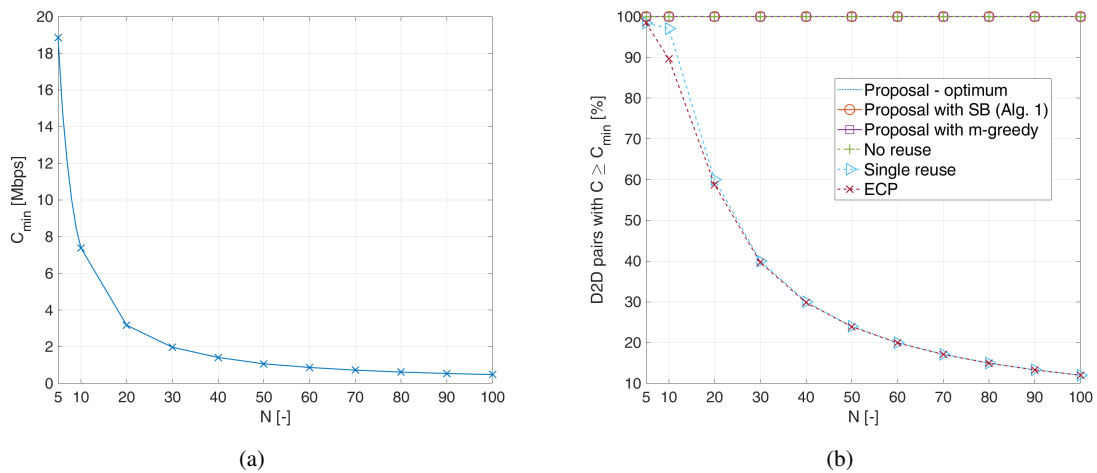 20
18
16
14
12
10
8
6
4
2
0
C_min [Mbps]
5 10 20 30 40 50 60 70 80 90 100
N [-]
(a)
100
90
80
70
60
50
40
30
20
10
D2D pairs with C ≥ C_min [%]
Proposal - optimum
Proposal with SB (Alg. 1)
Proposal with m-greedy
No reuse
Single reuse
ECP
5 10 20 30 40 50 60 70 80 90 100
N [-]
(b)